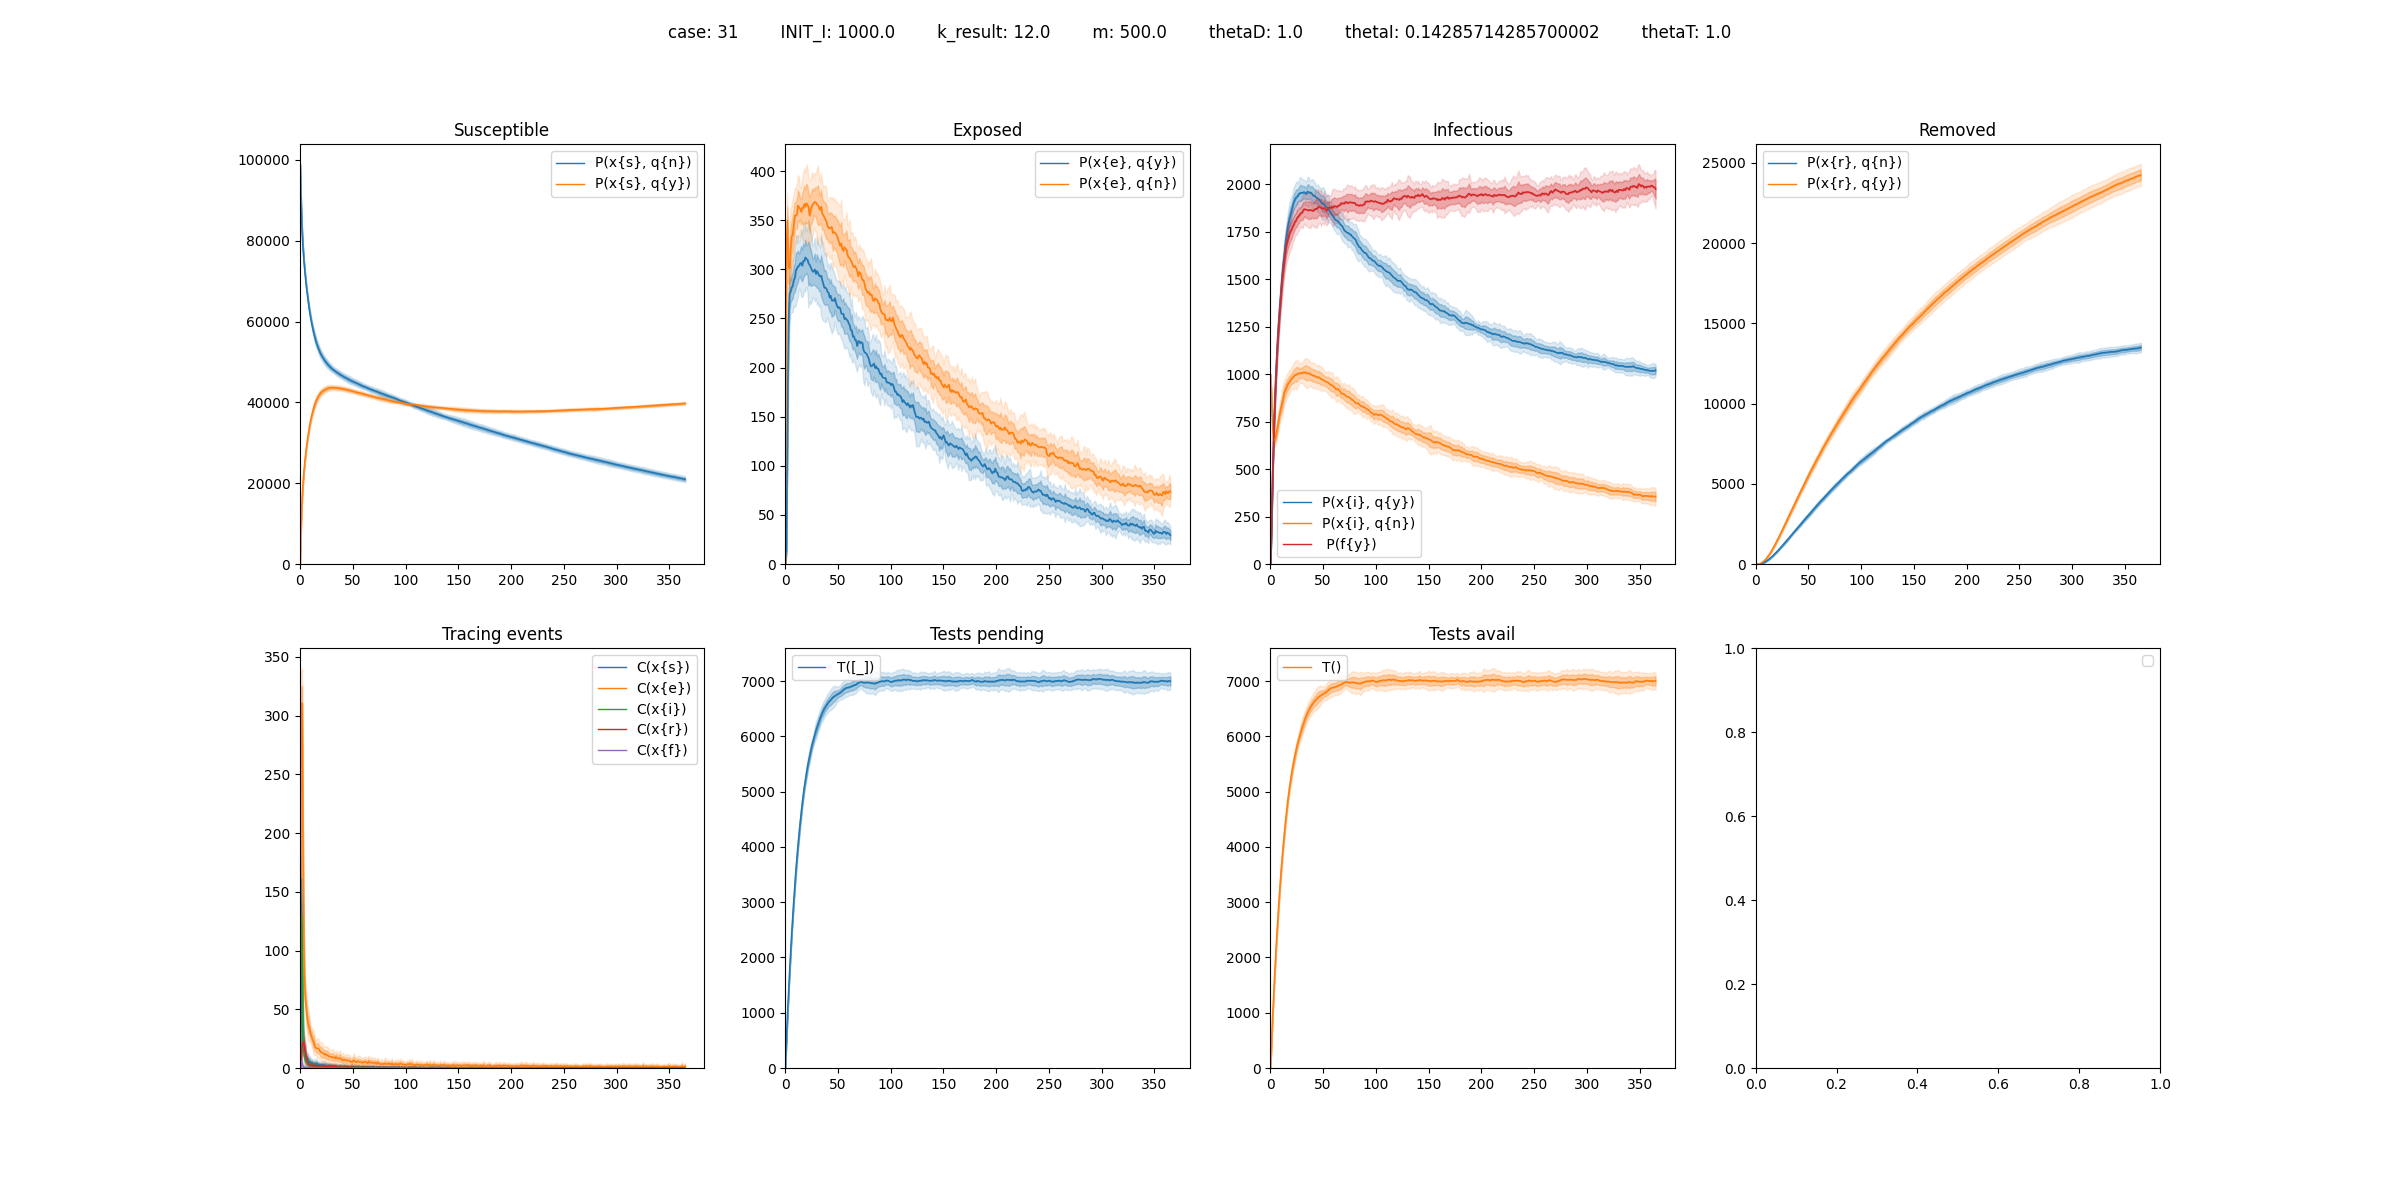 case: 31 INIT_I: 1000.0 k_result: 12.0 m: 500.0 thetaD: 1.0 thetaI: 0.14285714285700002 thetaT: 1.0
Susceptible
100000
80000
60000
40000
20000
0
0 50 100 150 200 250 300 350
P(x{s}, q{n})
P(x{s}, q{y})
Exposed
400
350
300
250
200
150
100
50
0
0 50 100 150 200 250 300 350
P(x{e}, q{y})
P(x{e}, q{n})
Infectious
2000
1750
1500
1250
1000
750
500
250
0
0 50 100 150 200 250 300 350
P(x{i}, q{y})
P(x{i}, q{n})
P(f{y})
Removed
25000
20000
15000
10000
5000
0
0 50 100 150 200 250 300 350
P(x{r}, q{n})
P(x{r}, q{y})
Tracing events
350
300
250
200
150
100
50
0
0 50 100 150 200 250 300 350
C(x{s})
C(x{e})
C(x{i})
C(x{r})
C(x{f})
Tests pending
7000
6000
5000
4000
3000
2000
1000
0
0 50 100 150 200 250 300 350
T([_])
Tests avail
7000
6000
5000
4000
3000
2000
1000
0
0 50 100 150 200 250 300 350
T()
1.0
0.8
0.6
0.4
0.2
0.0
0.0 0.2 0.4 0.6 0.8 1.0